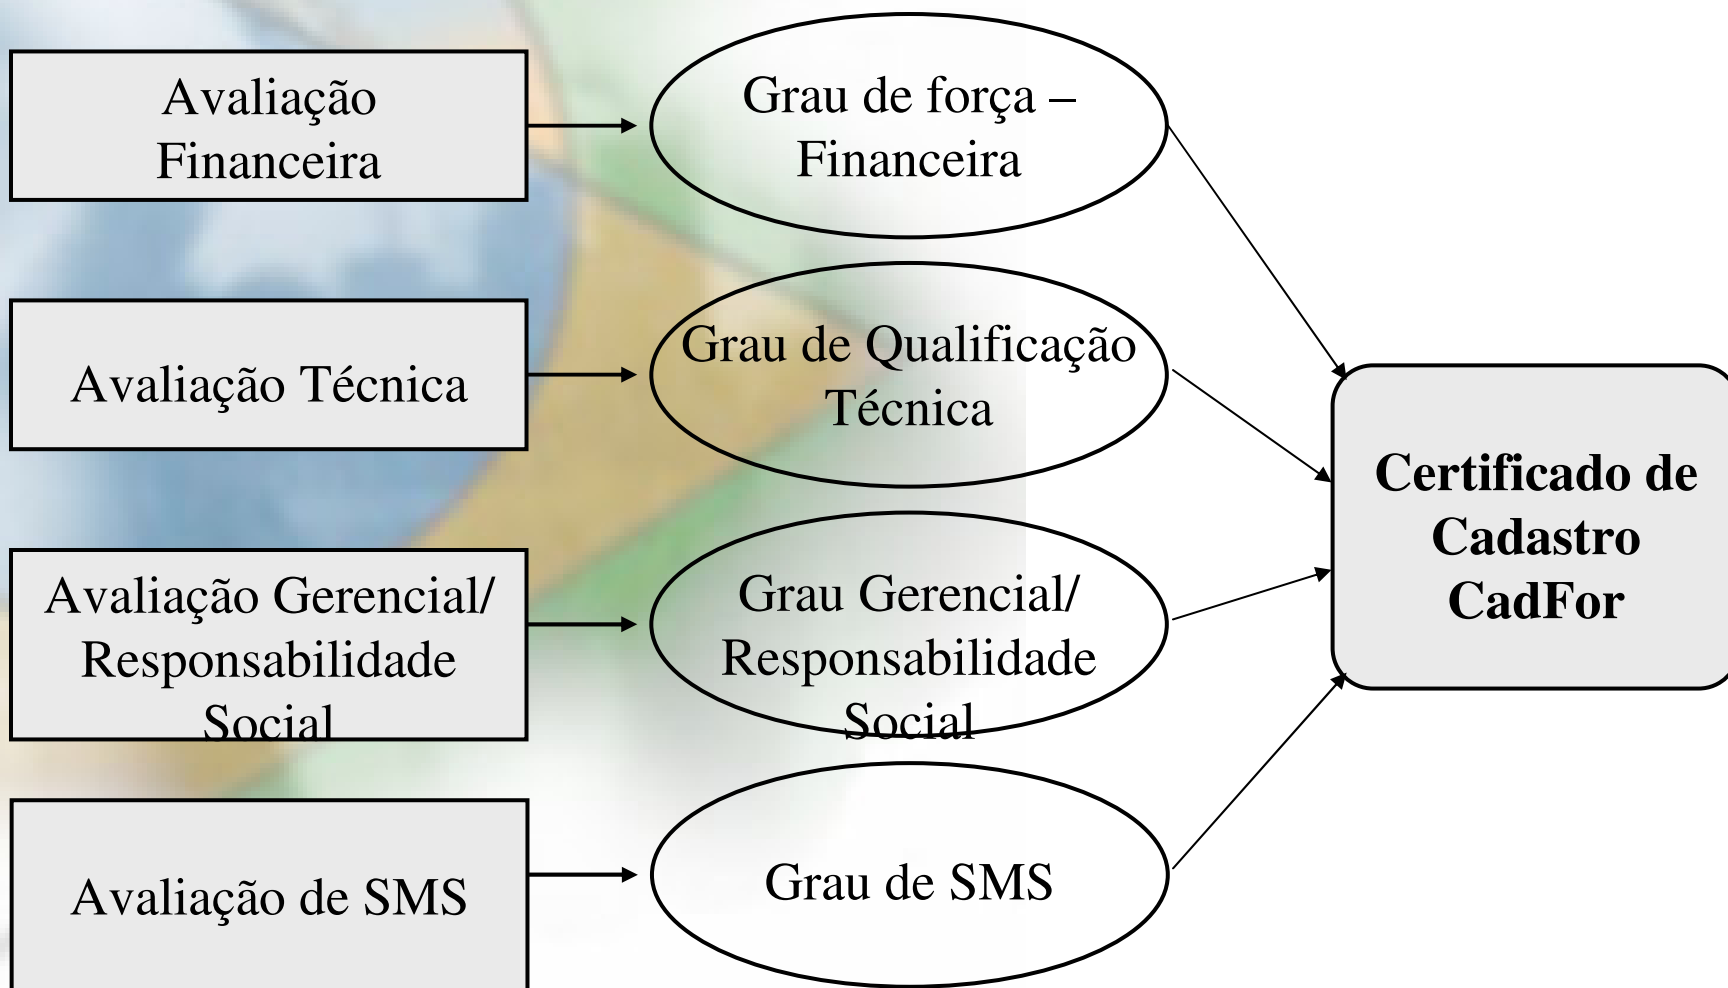 Avaliação
Financeira
Grau de força –
Financeira
Avaliação Técnica
Grau de Qualificação
Técnica
Avaliação Gerencial/
Responsabilidade
Social
Grau Gerencial/
Responsabilidade
Social
Avaliação de SMS
Grau de SMS
Certificado de
Cadastro
CadFor